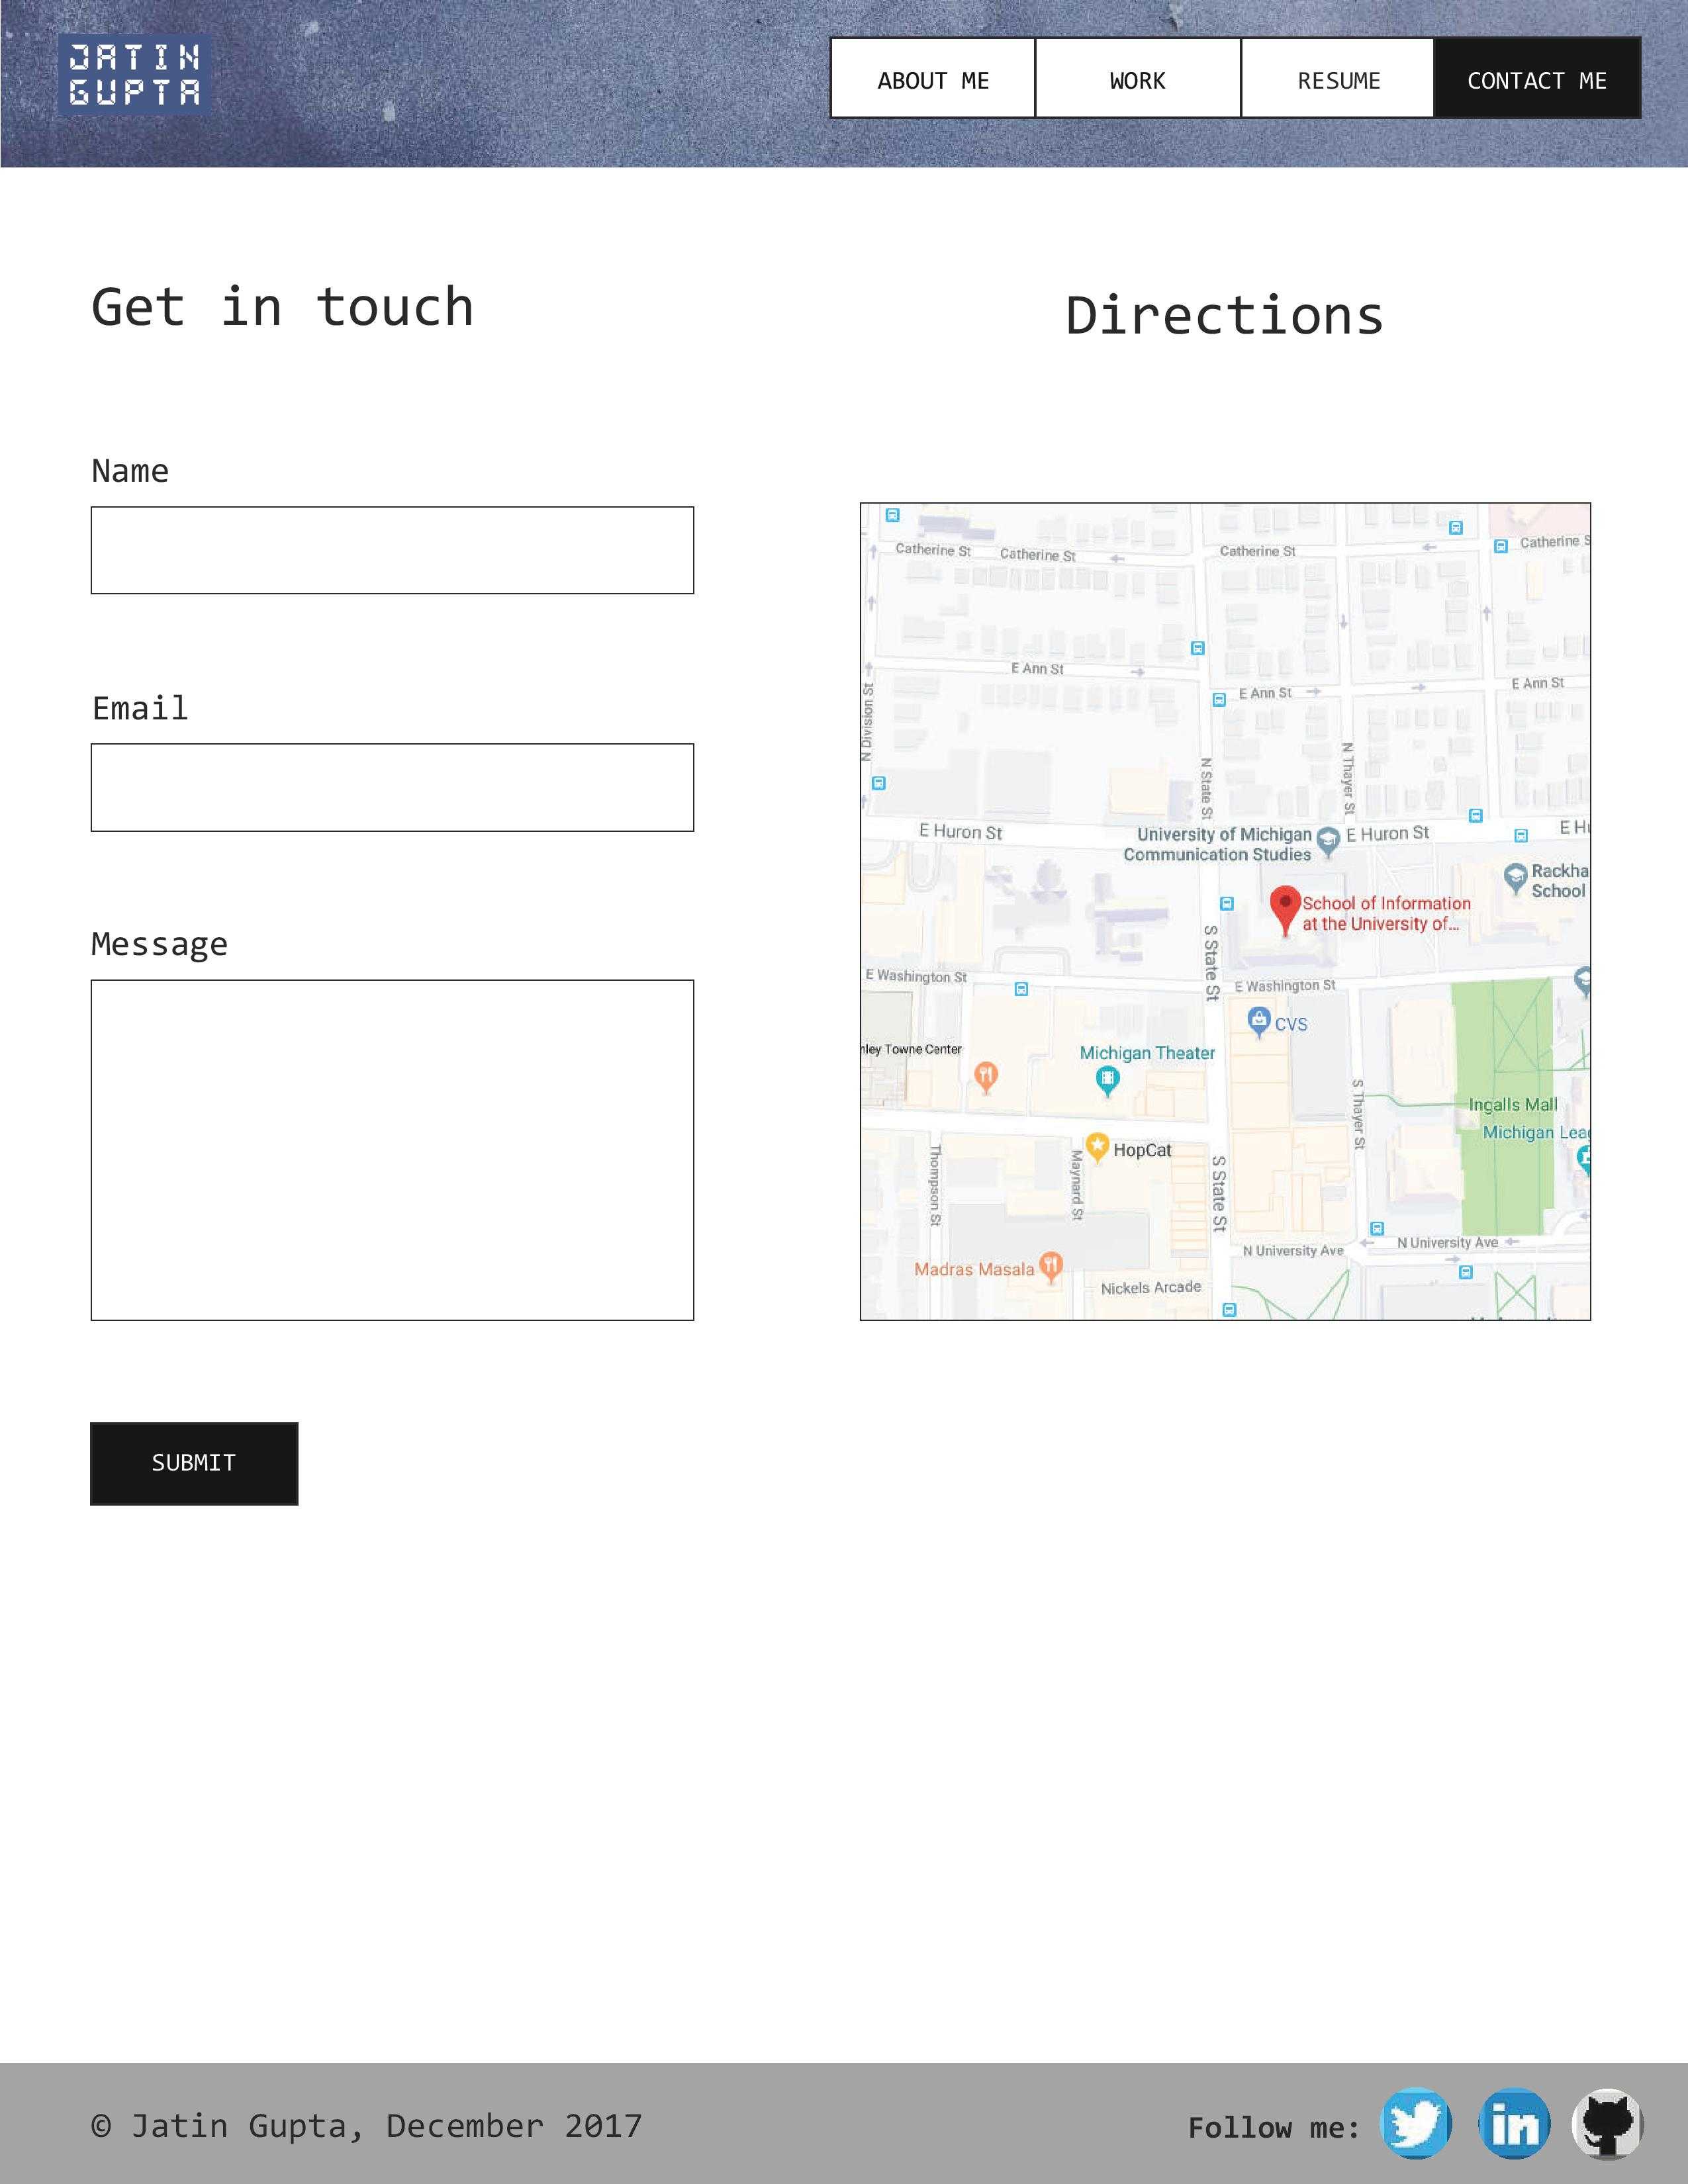 JATIN
GUPTA
ABOUT ME
WORK
RESUME
CONTACT ME
Get in touch
Directions
Name
Email
Message
SUBMIT
Catherine St
Catherine St
Catherine St
Catherine S
E Ann St
E Ann St
E Ann St
N Division St
N State St
N Thayer St
E Huron St
University of Michigan
Communication Studies
E Huron St
E Hu
Rackha
School
School of Information
at the University of...
S State St
E Washington St
E Washington St
CVS
nley Towne Center
Michigan Theater
S Thayer St
Ingalls Mall
Michigan Leag
HopCat
Thompson St
Maynard St
S State St
N University Ave
N University Ave
Madras Masala
Nickels Arcade
© Jatin Gupta, December 2017
Follow me:
in